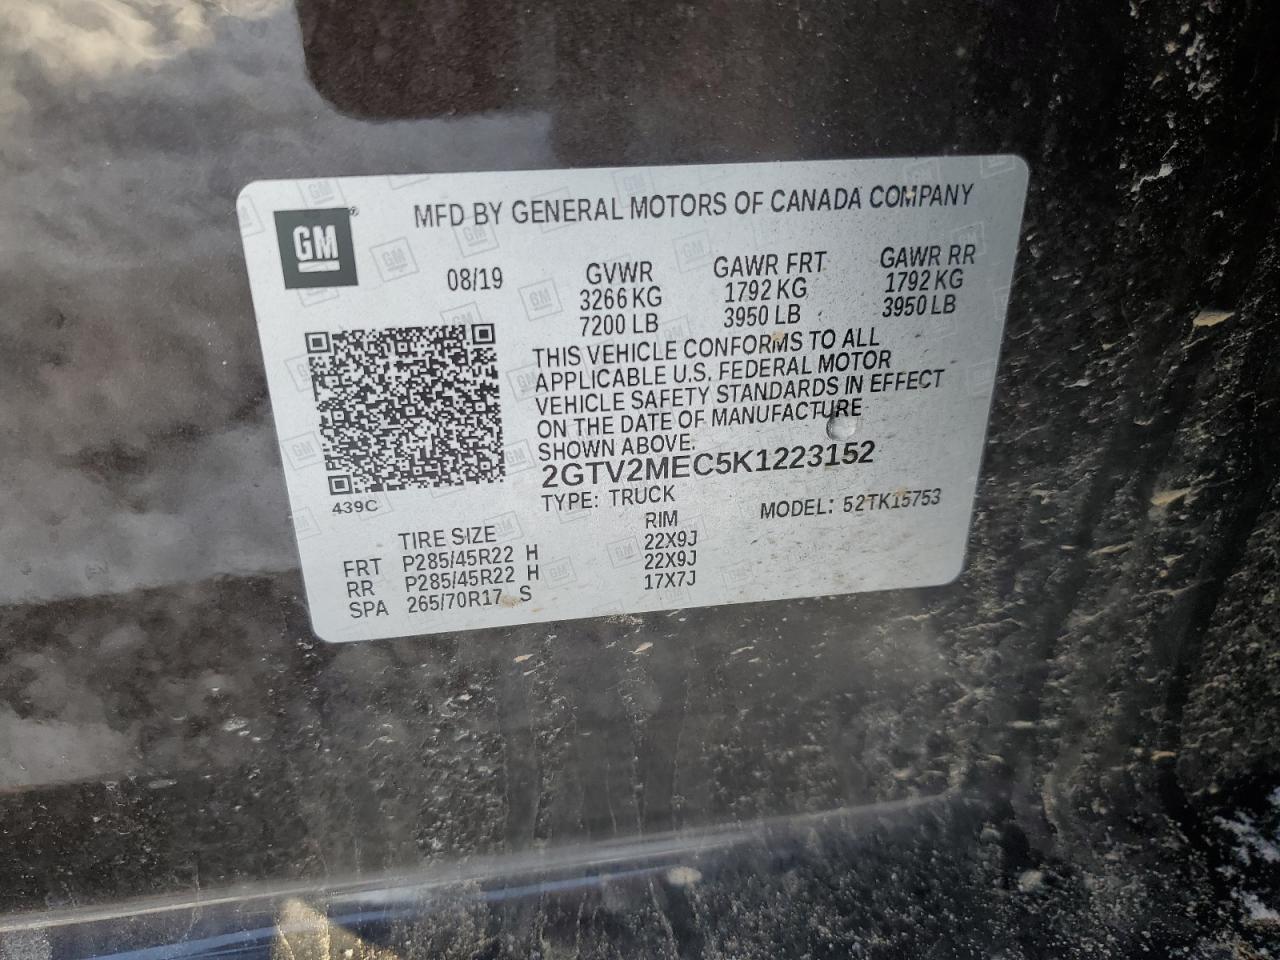 GM
MFD BY GENERAL MOTORS OF CANADA COMPANY
08/19
GVWR GAWR FRT GAWR RR
3266 KG 1792 KG 1792 KG
7200 LB 3950 LB 3950 LB
THIS VEHICLE CONFORMS TO ALL
APPLICABLE U.S. FEDERAL MOTOR
VEHICLE SAFETY STANDARDS IN EFFECT
ON THE DATE OF MANUFACTURE
SHOWN ABOVE.
2GTV2MEC5K1223152
439C
TYPE: TRUCK MODEL: 52TK15753
TIRE SIZE RIM
FRT P285/45R22 H 22X9J
RR P285/45R22 H 22X9J
SPA 265/70R17 S 17X7J